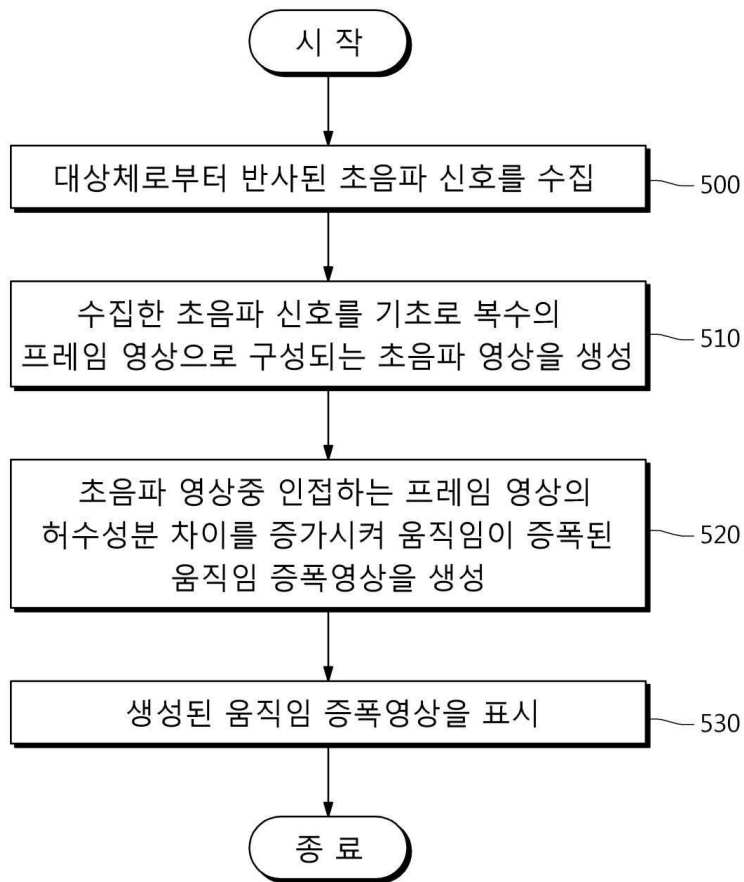 시 작
대상체로부터 반사된 초음파 신호를 수집
500
수집한 초음파 신호를 기초로 복수의
프레임 영상으로 구성되는 초음파 영상을 생성
510
초음파 영상중 인접하는 프레임 영상의
허수성분 차이를 증가시켜 움직임이 증폭된
움직임 증폭영상을 생성
520
생성된 움직임 증폭영상을 표시
530
종 료